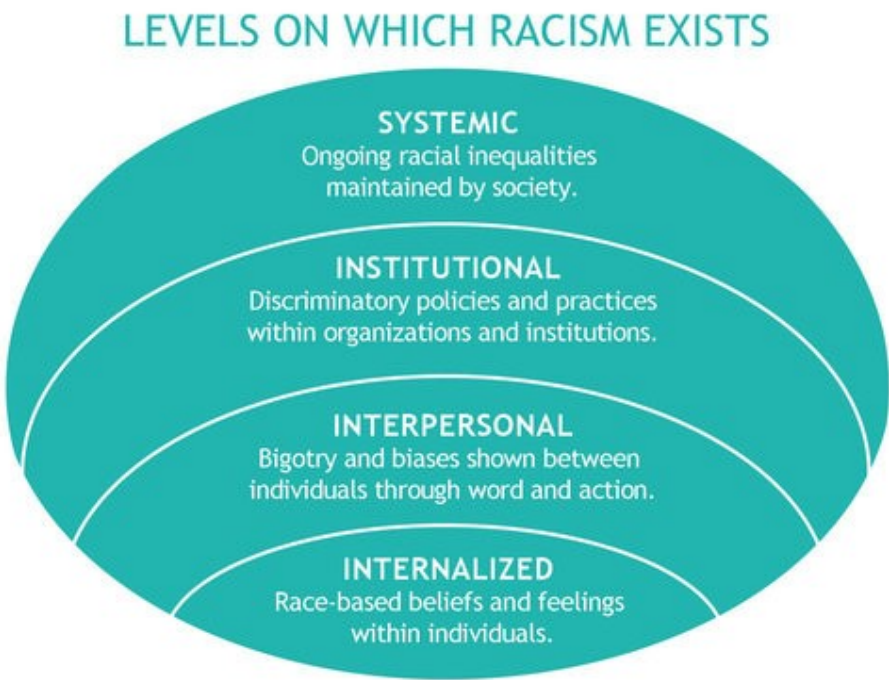 LEVELS ON WHICH RACISM EXISTS
SYSTEMIC
Ongoing racial inequalities
maintained by society.
INSTITUTIONAL
Discriminatory policies and practices
within organizations and institutions.
INTERPERSONAL
Bigotry and biases shown between
individuals through word and action.
INTERNALIZED
Race-based beliefs and feelings
within individuals.